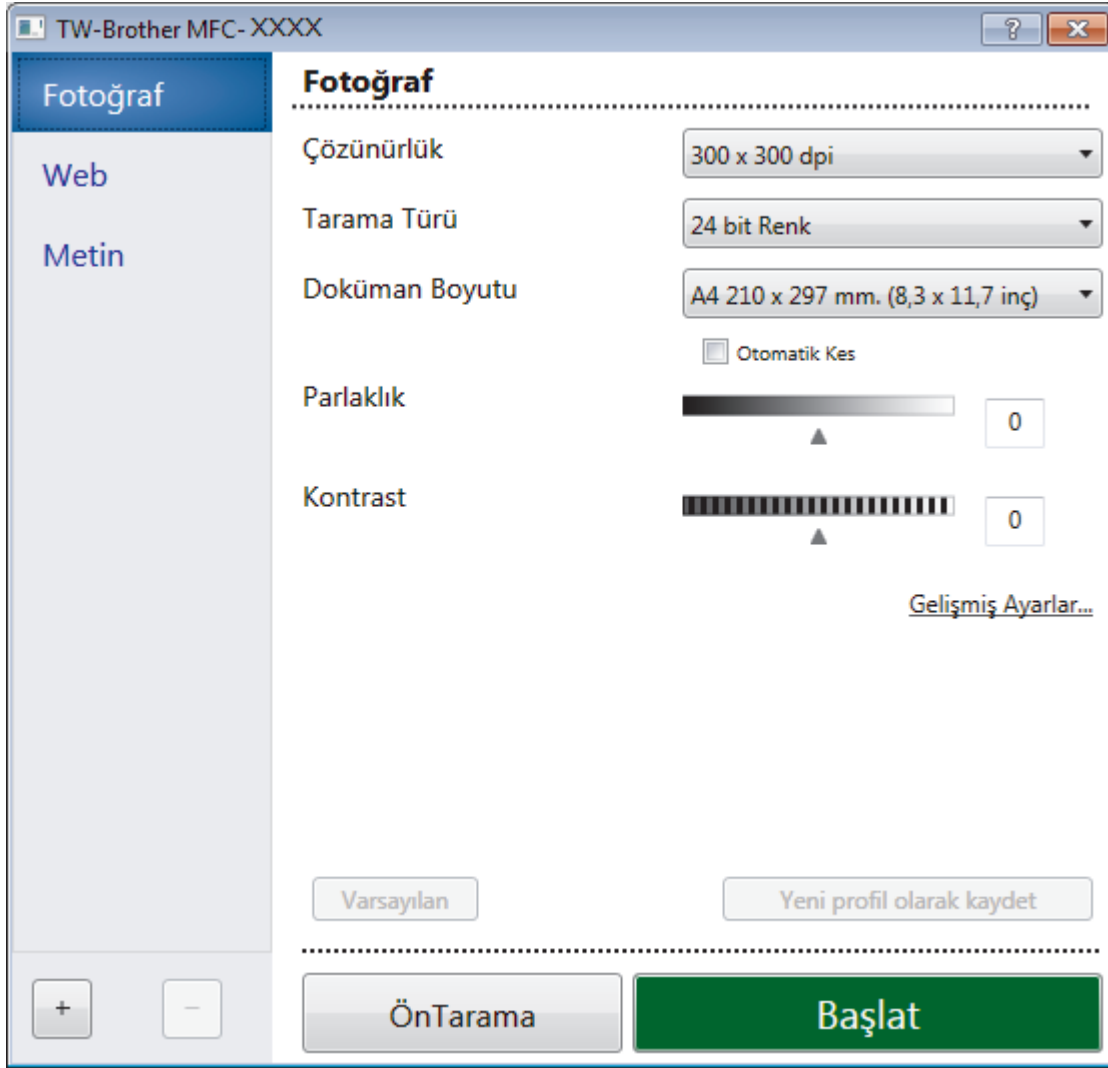 TW-Brother MFC- XXXX
Fotoğraf
Web
Metin
Fotoğraf
Çözünürlük
300 x 300 dpi
Tarama Türü
24 bit Renk
Doküman Boyutu
A4 210 x 297 mm. (8,3 x 11,7 inç)
Otomatik Kes
Parlaklık
0
Kontrast
0
Gelişmiş Ayarlar...
Varsayılan
Yeni profil olarak kaydet
+
−
ÖnTarama
Başlat